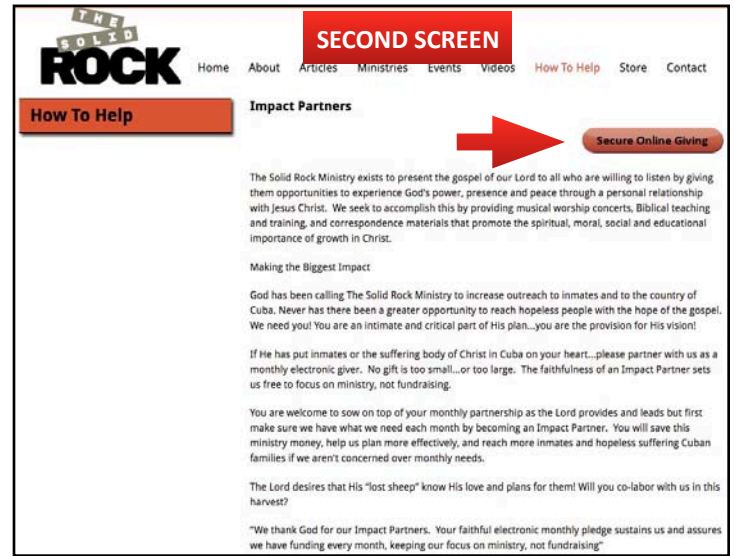 THE
SOLID
ROCK
SECOND SCREEN
Home About Articles Ministries Events Videos How To Help Store Contact
How To Help
Impact Partners
Secure Online Giving
The Solid Rock Ministry exists to present the gospel of our Lord to all who are willing to listen by giving
them opportunities to experience God's power, presence and peace through a personal relationship
with Jesus Christ. We seek to accomplish this by providing musical worship concerts, Biblical teaching
and training, and correspondence materials that promote the spiritual, moral, social and educational
importance of growth in Christ.
Making the Biggest Impact
God has been calling The Solid Rock Ministry to increase outreach to inmates and to the country of
Cuba. Never has there been a greater opportunity to reach hopeless people with the hope of the gospel.
We need you! You are an intimate and critical part of His plan...you are the provision for His vision!
If He has put inmates or the suffering body of Christ in Cuba on your heart...please partner with us as a
monthly electronic giver. No gift is too small...or too large. The faithfulness of an Impact Partner sets
us free to focus on ministry, not fundraising.
You are welcome to sow on top of your monthly partnership as the Lord provides and leads but first
make sure we have what we need each month by becoming an Impact Partner. You will save this
ministry money, help us plan more effectively, and reach more inmates and hopeless suffering Cuban
families if we aren't concerned over monthly needs.
The Lord desires that His "lost sheep" know His love and plans for them! Will you co-labor with us in this
harvest?
"We thank God for our Impact Partners. Your faithful electronic monthly pledge sustains us and assures
we have funding every month, keeping our focus on ministry, not fundraising"